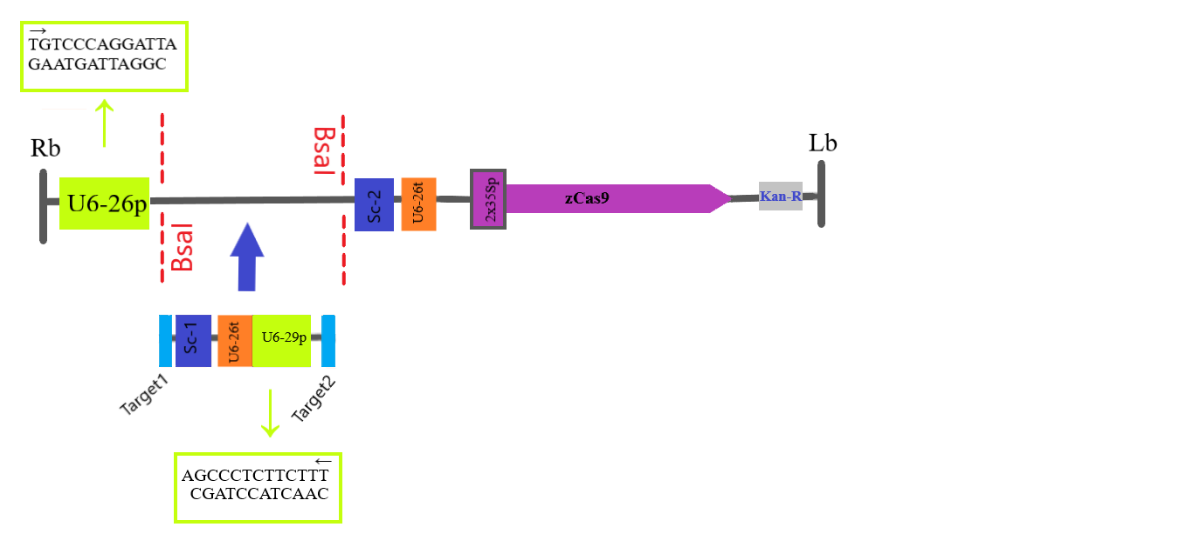 →
TGTCCCAGGATTA
GAATGATTAGGC
Rb
BsaI
Lb
U6-26p
Sc-2
U6-26t
2x35Sp
zCas9
Kan-R
BsaI
Sc-1
U6-26t
U6-29p
Target1
Target2
←
AGCCCTCTTCTTT
CGATCCATCAAC